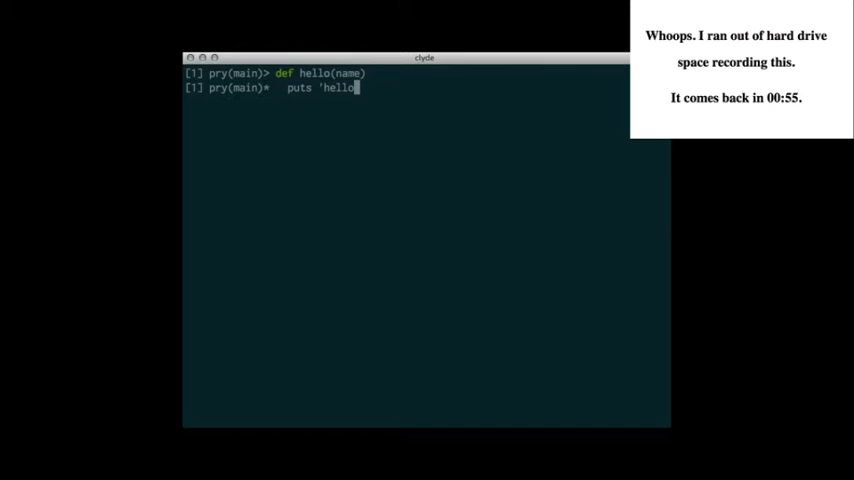 clyde
[1] pry(main)> def hello(name)
[1] pry(main)*   puts 'hello
Whoops. I ran out of hard drive
space recording this.
It comes back in 00:55.